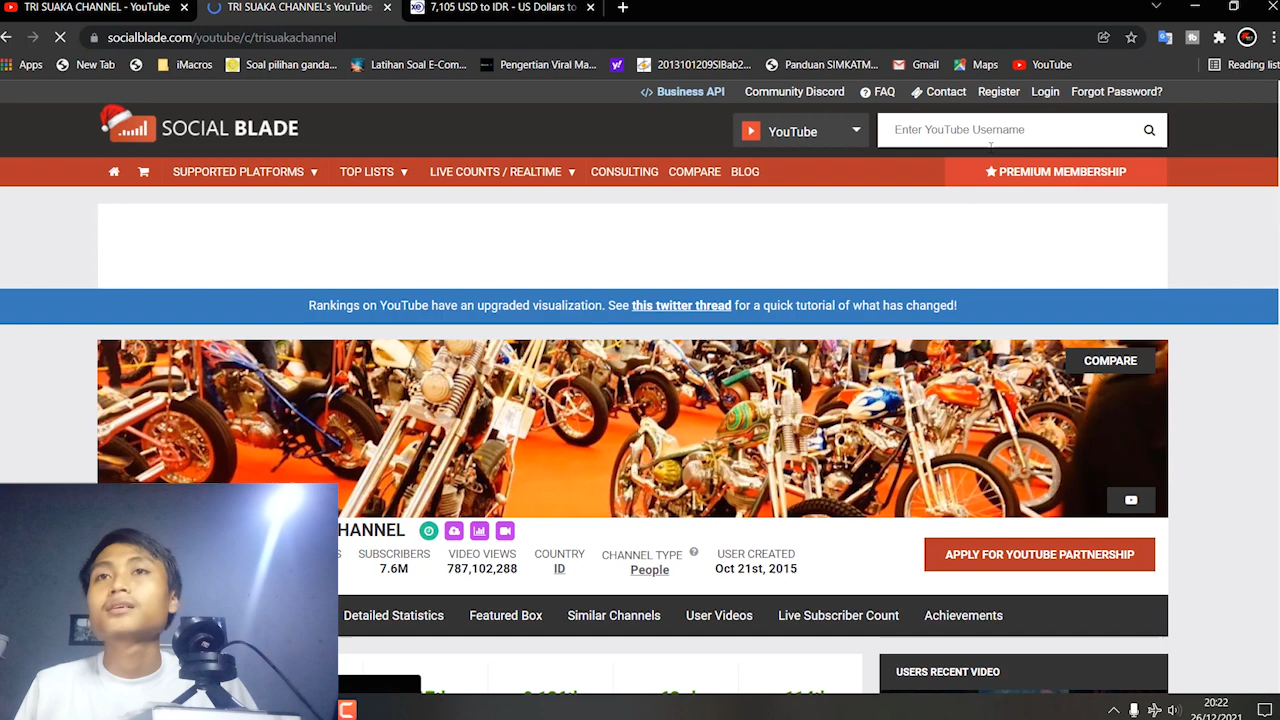 TRI SUAKA CHANNEL - YouTube
TRI SUAKA CHANNEL's YouTube
7,105 USD to IDR - US Dollars to
socialblade.com/youtube/c/trisuakachannel
Apps
New Tab
iMacros
Soal pilihan ganda...
Latihan Soal E-Com...
Pengertian Viral Ma...
2013101209SIBab2...
Panduan SIMKATM...
Gmail
Maps
YouTube
Reading list
</> Business API
Community Discord
FAQ
Contact
Register
Login
Forgot Password?
SOCIAL BLADE
YouTube
Enter YouTube Username
SUPPORTED PLATFORMS
TOP LISTS
LIVE COUNTS / REALTIME
CONSULTING
COMPARE
BLOG
PREMIUM MEMBERSHIP
Rankings on YouTube have an upgraded visualization. See this twitter thread for a quick tutorial of what has changed!
COMPARE
HANNEL
SUBSCRIBERS
7.6M
VIDEO VIEWS
787,102,288
COUNTRY
ID
CHANNEL TYPE
People
USER CREATED
Oct 21st, 2015
APPLY FOR YOUTUBE PARTNERSHIP
Detailed Statistics
Featured Box
Similar Channels
User Videos
Live Subscriber Count
Achievements
USERS RECENT VIDEO
20:22
26/12/2021